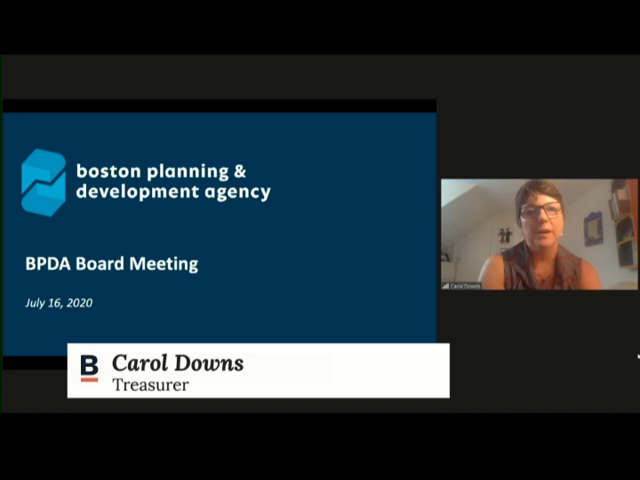 boston planning &
development agency
BPDA Board Meeting
July 16, 2020
Carol Downs
B
Carol Downs
Treasurer